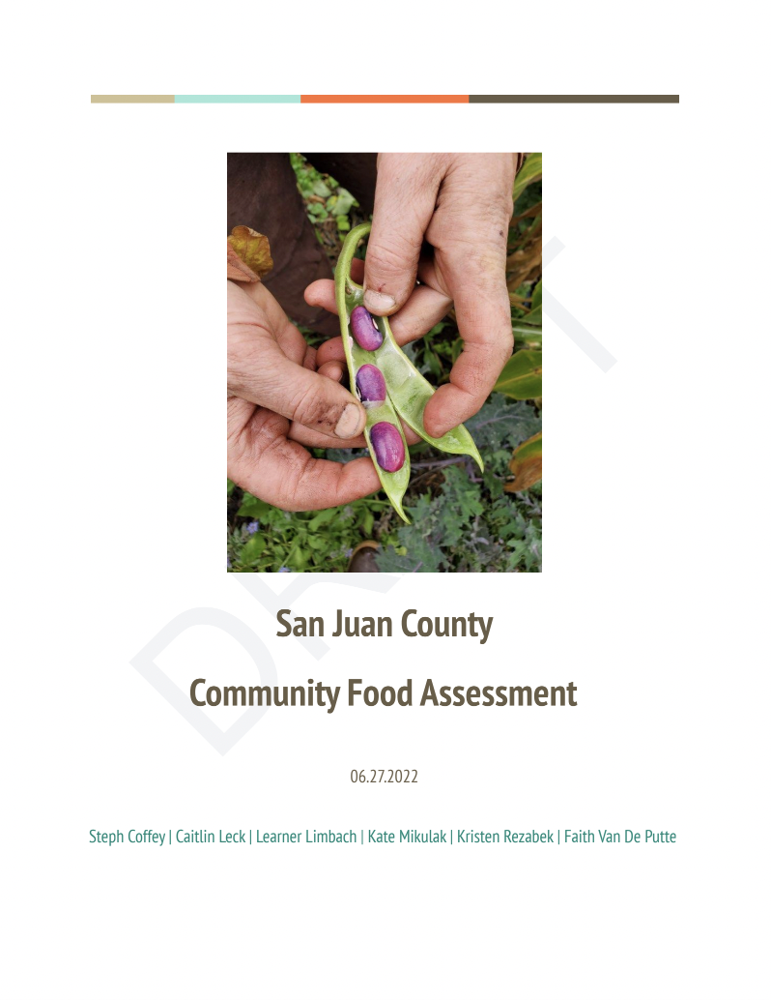 San Juan County
Community Food Assessment
06.27.2022
Steph Coffey | Caitlin Leck | Learner Limbach | Kate Mikulak | Kristen Rezabek | Faith Van De Putte
DRAFT